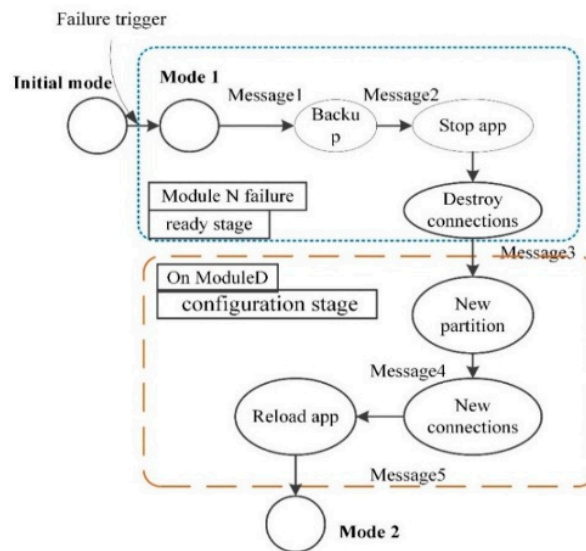 Failure trigger
Initial mode
Mode 1
Message1
Message2
Backu
p
Stop app
Module N failure
ready stage
Destroy
connections
Message3
On ModuleD
configuration stage
New
partition
Message4
Reload app
New
connections
Message5
Mode 2